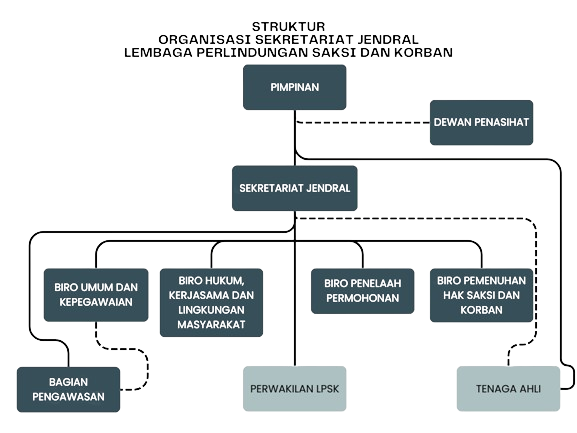 STRUKTUR
ORGANISASI SEKRETARIAT JENDRAL
LEMBAGA PERLINDUNGAN SAKSI DAN KORBAN
PIMPINAN
DEWAN PENASIHAT
SEKRETARIAT JENDRAL
BIRO UMUM DAN
KEPEGAWAIAN
BIRO HUKUM,
KERJASAMA DAN
LINGKUNGAN
MASYARAKAT
BIRO PENELAAH
PERMOHONAN
BIRO PEMENUHAN
HAK SAKSI DAN
KORBAN
BAGIAN
PENGAWASAN
PERWAKILAN LPSK
TENAGA AHLI